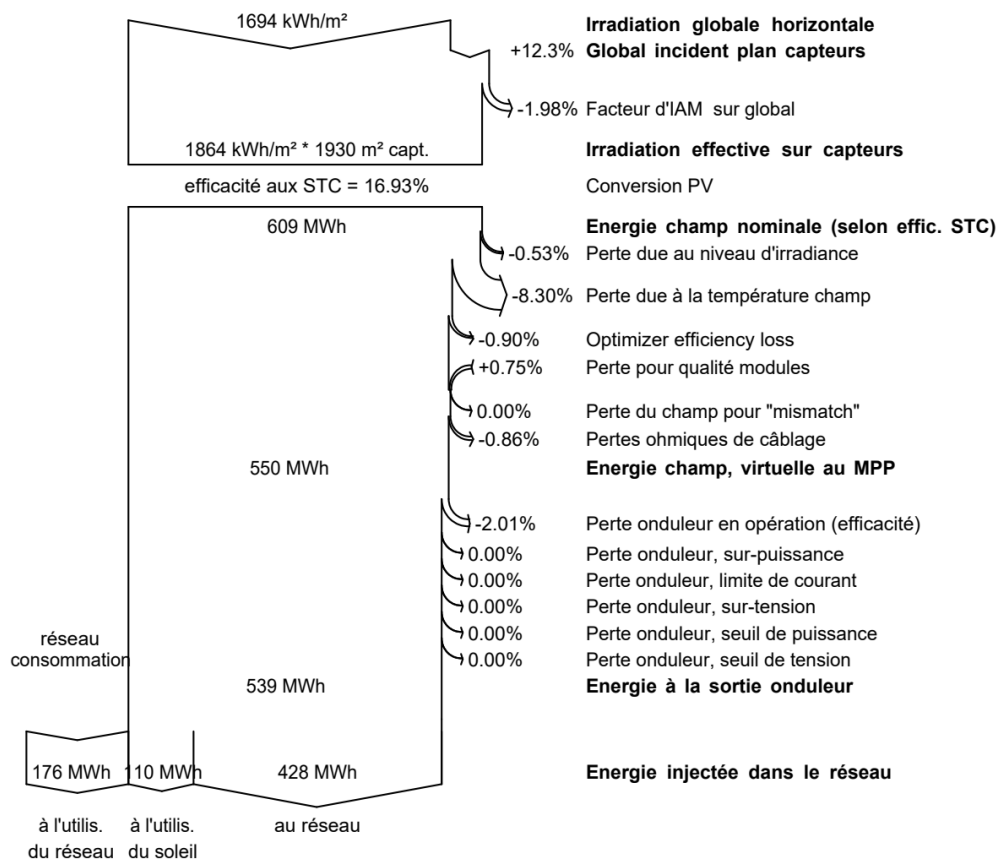 1694 kWh/m² Irradiation globale horizontale
+12.3% Global incident plan capteurs
-1.98% Facteur d'IAM sur global
1864 kWh/m² * 1930 m² capt. Irradiation effective sur capteurs
efficacité aux STC = 16.93% Conversion PV
609 MWh Energie champ nominale (selon effic. STC)
-0.53% Perte due au niveau d'irradiance
-8.30% Perte due à la température champ
-0.90% Optimizer efficiency loss
+0.75% Perte pour qualité modules
0.00% Perte du champ pour "mismatch"
-0.86% Pertes ohmiques de câblage
550 MWh Energie champ, virtuelle au MPP
-2.01% Perte onduleur en opération (efficacité)
0.00% Perte onduleur, sur-puissance
0.00% Perte onduleur, limite de courant
0.00% Perte onduleur, sur-tension
0.00% Perte onduleur, seuil de puissance
0.00% Perte onduleur, seuil de tension
réseau
consommation
539 MWh Energie à la sortie onduleur
176 MWh 110 MWh 428 MWh Energie injectée dans le réseau
à l'utilis. à l'utilis. au réseau
du réseau du soleil